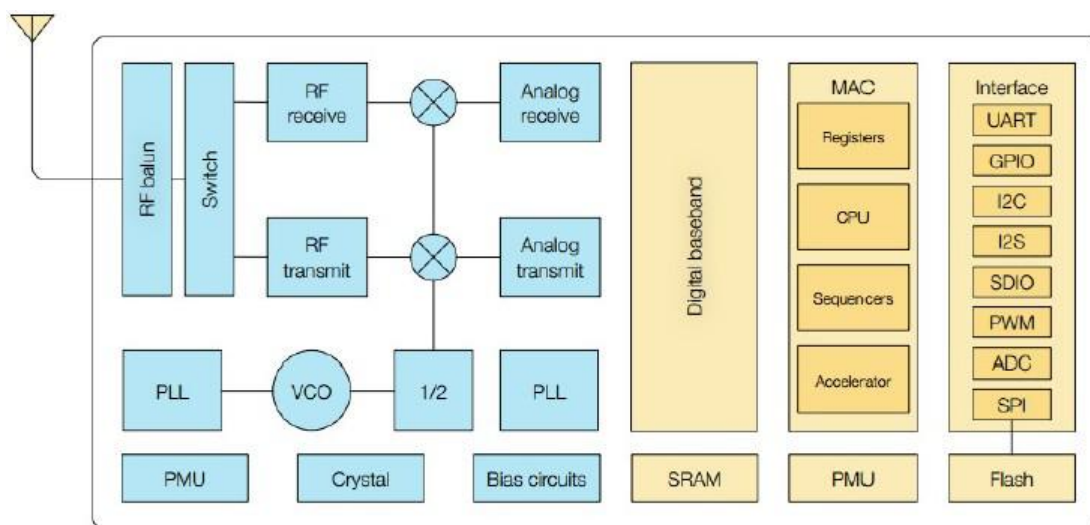 RF balun
Switch
RF
receive
Analog
receive
RF
transmit
Analog
transmit
PLL
VCO
1/2
PLL
PMU
Crystal
Bias circuits
Digital baseband
SRAM
MAC
Registers
CPU
Sequencers
Accelerator
PMU
Interface
UART
GPIO
I2C
I2S
SDIO
PWM
ADC
SPI
Flash